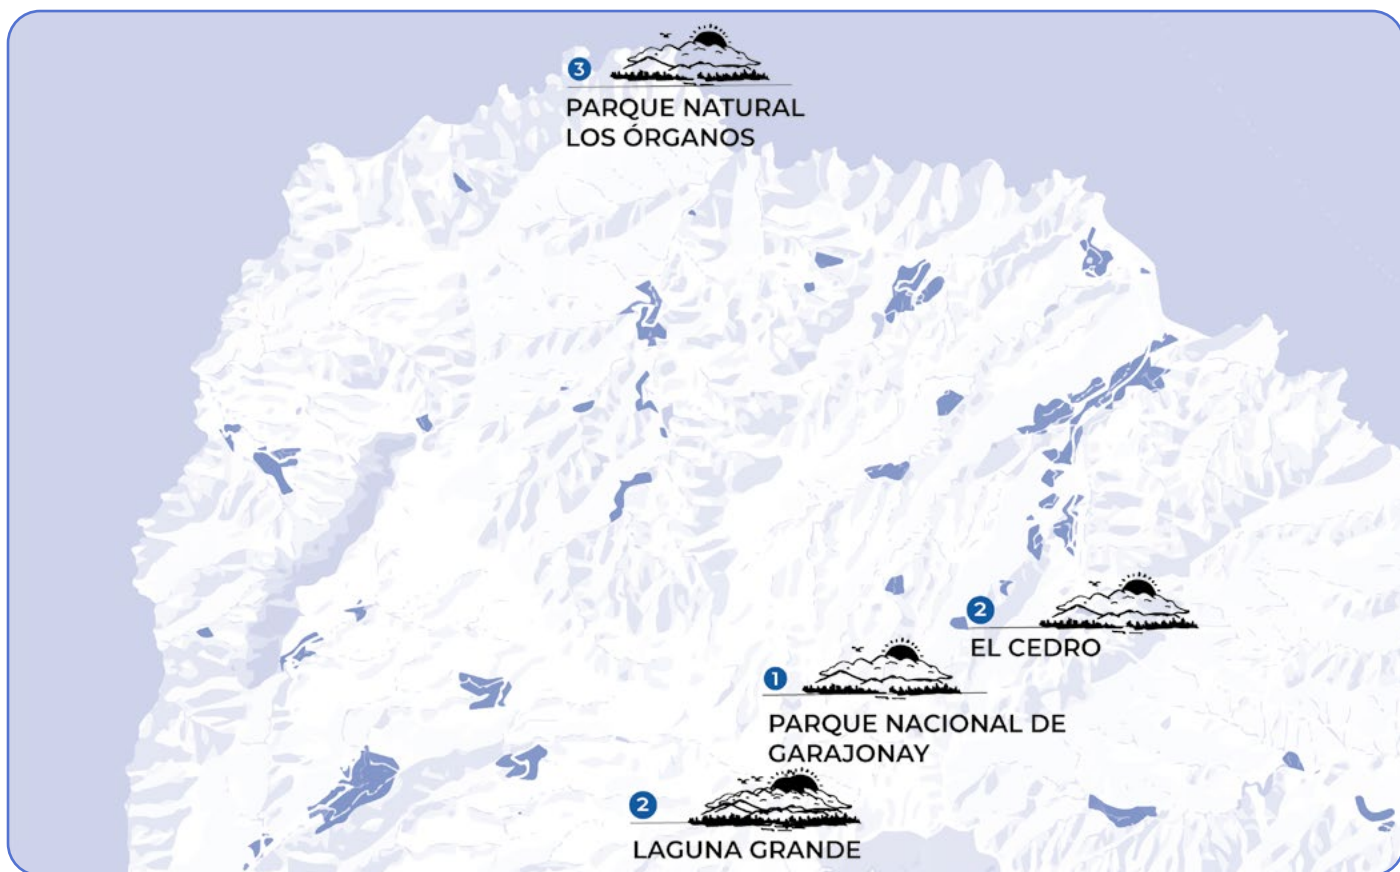 3
PARQUE NATURAL
LOS ÓRGANOS
2
EL CEDRO
1
PARQUE NACIONAL DE
GARAJONAY
2
LAGUNA GRANDE